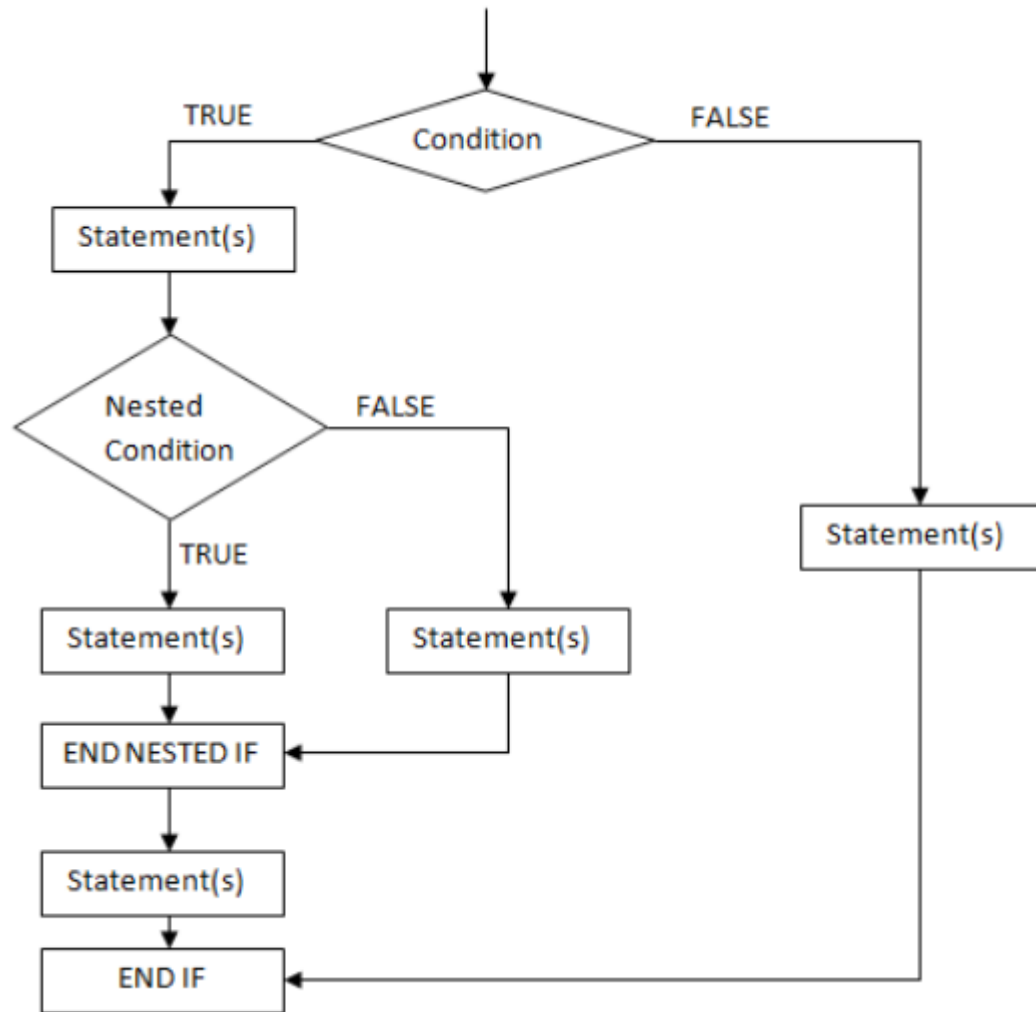 TRUE
Condition
FALSE
Statement(s)
Nested
Condition
FALSE
TRUE
Statement(s)
Statement(s)
Statement(s)
END NESTED IF
Statement(s)
END IF